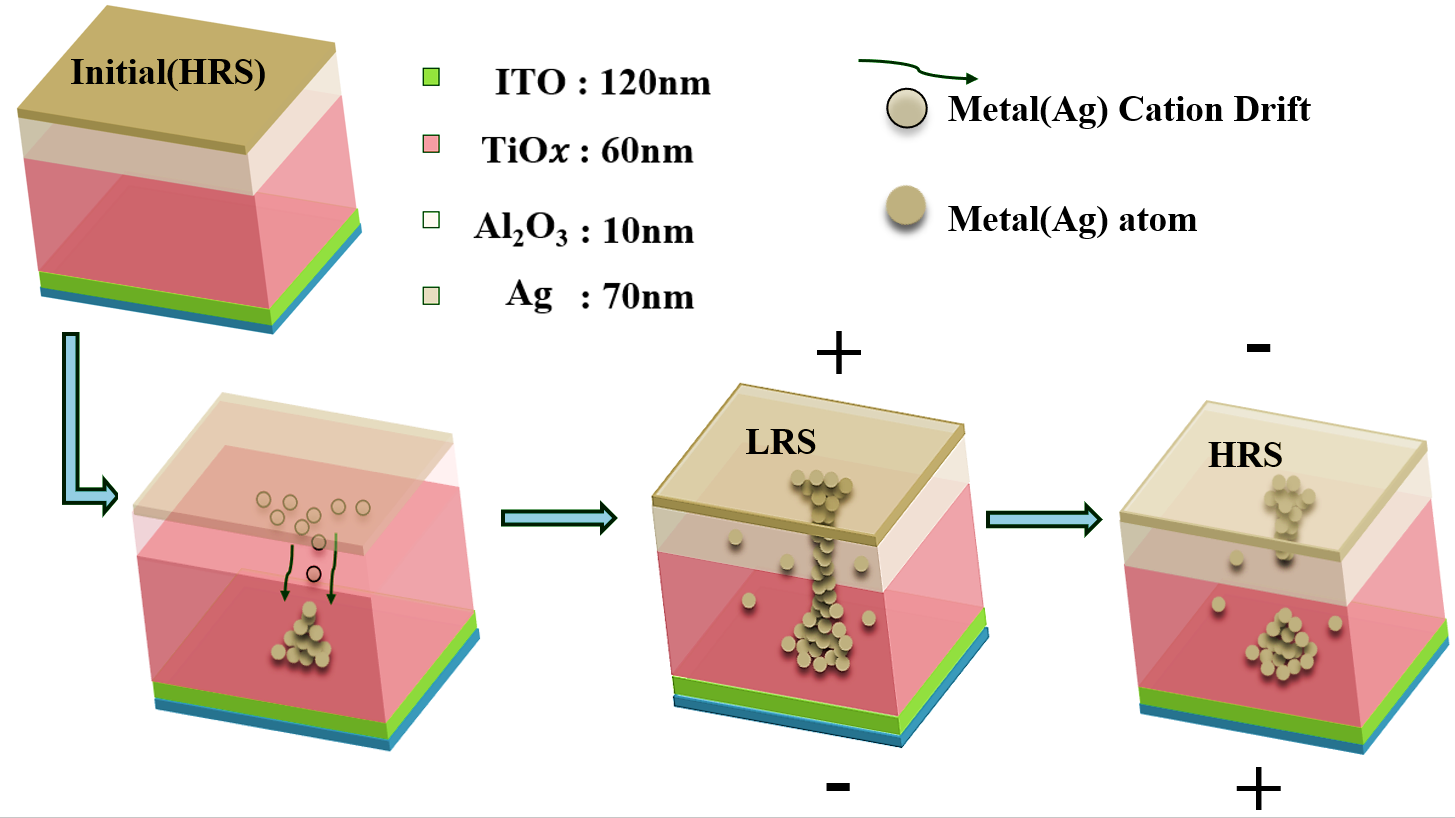 Initial(HRS)
ITO : 120nm
TiOx : 60nm
Al₂O₃ : 10nm
Ag : 70nm
Metal(Ag) Cation Drift
Metal(Ag) atom
+
-
LRS
HRS
-
+